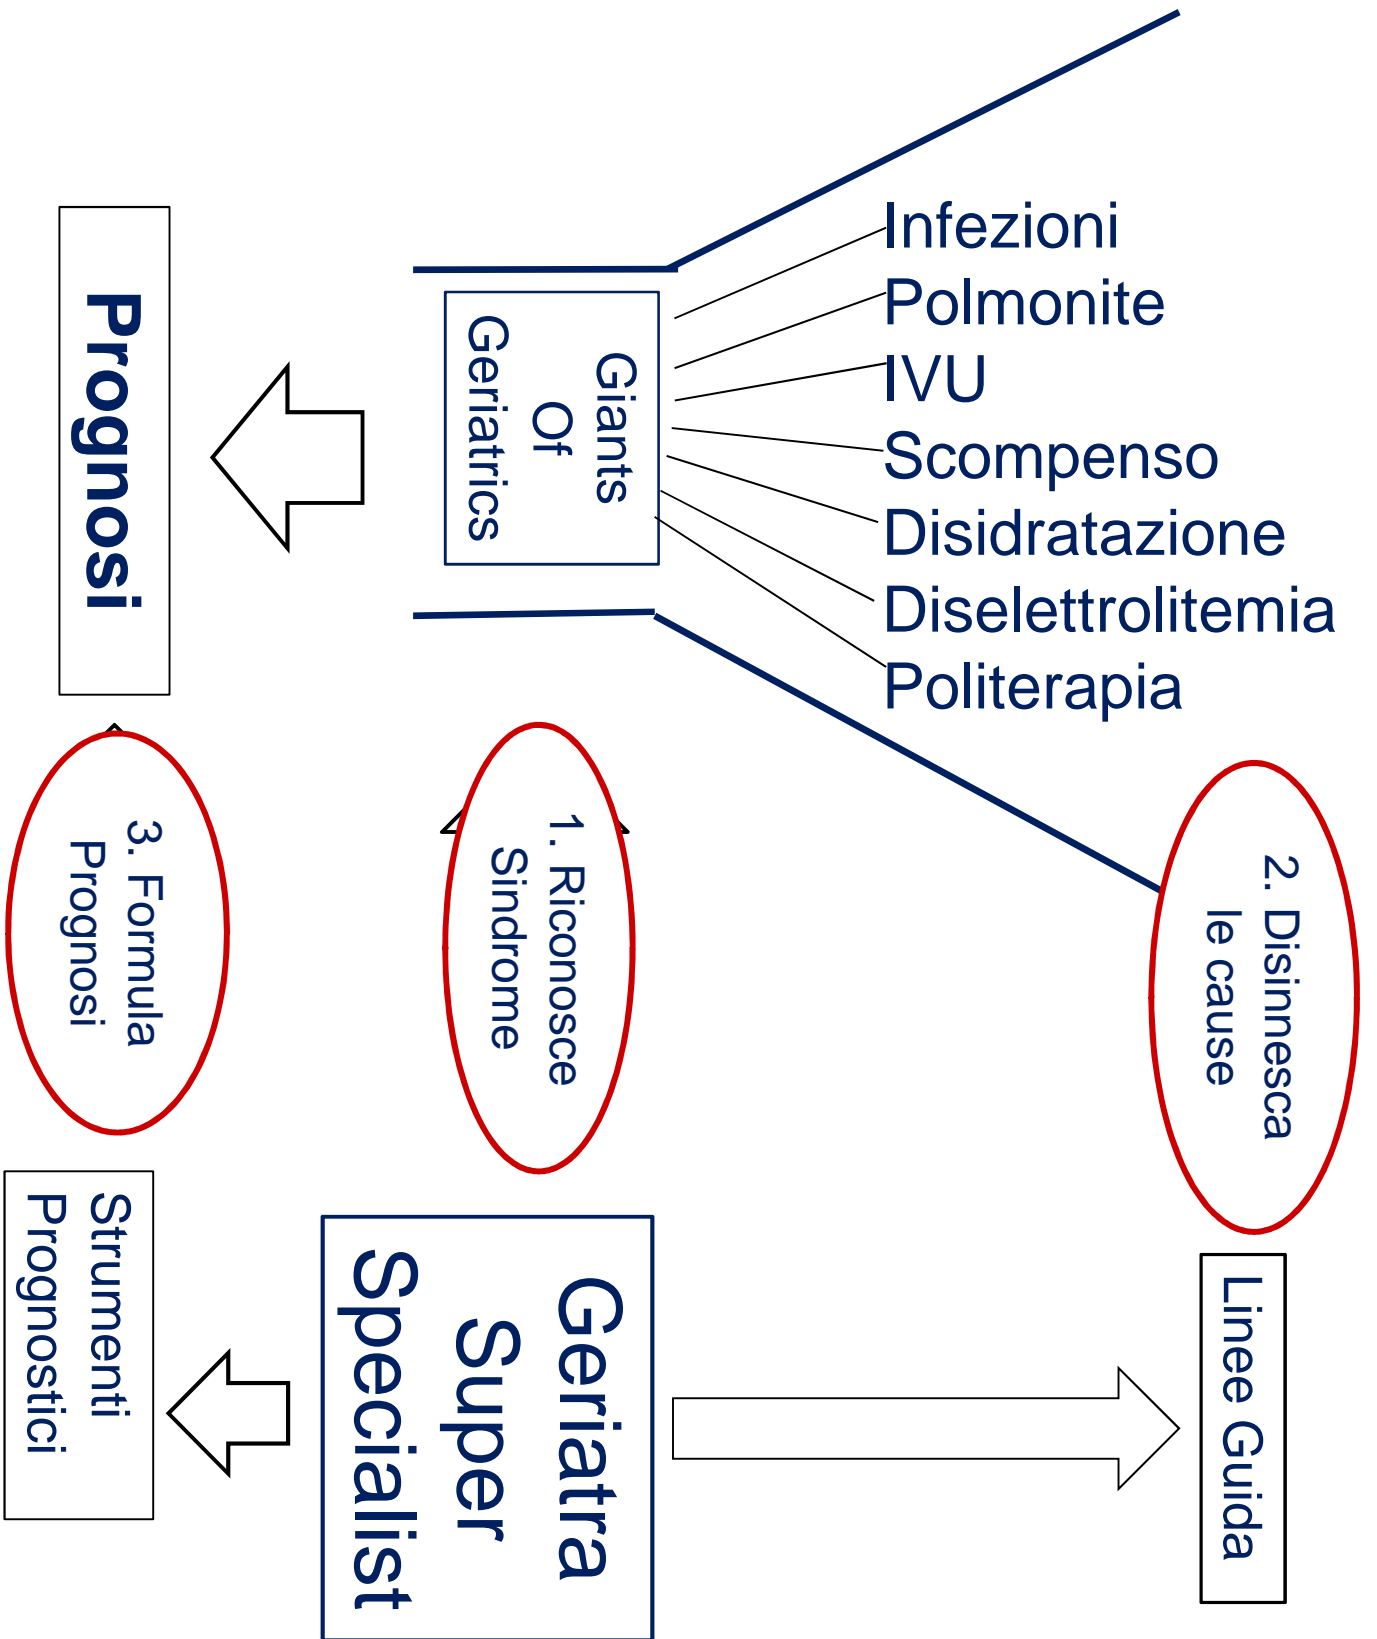 Infezioni
Polmonite
IVU
Scompenso
Disidratazione
Diselettrolitemia
Politerapia
Giants
Of
Geriatrics
Prognosi
2. Disinnesca
le cause
1. Riconosce
Sindrome
3. Formula
Prognosi
Linee Guida
Geriatra
Super
Specialist
Strumenti
Prognostici